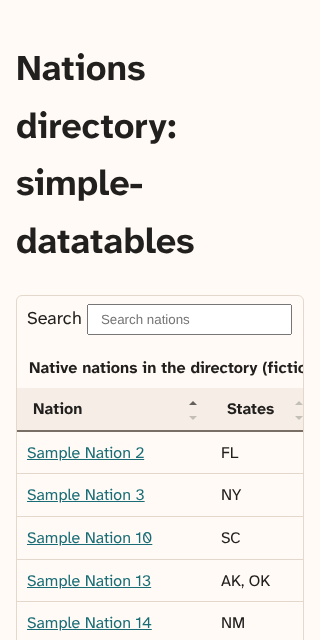 Nations
directory:
simple-
datatables
Search Search nations
Native nations in the directory (fictic
Nation States
Sample Nation 2 FL
Sample Nation 3 NY
Sample Nation 10 SC
Sample Nation 13 AK, OK
Sample Nation 14 NM